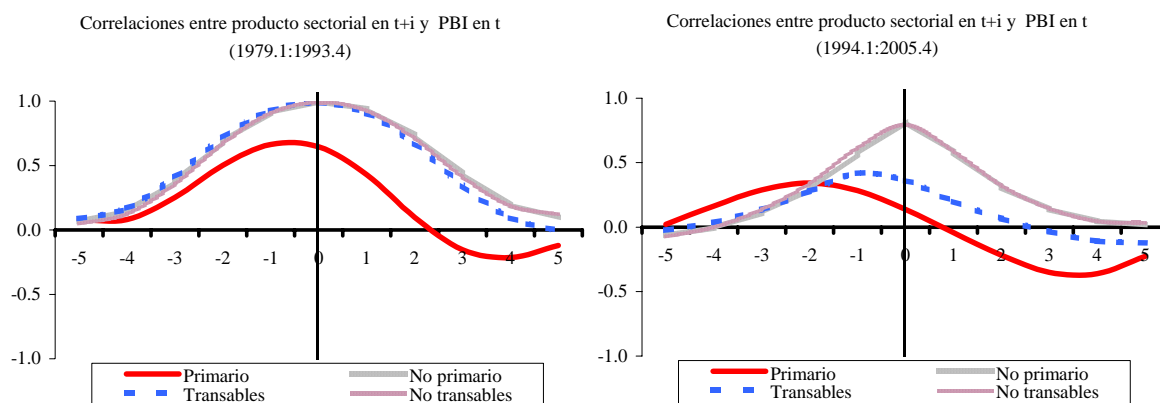 Correlaciones entre producto sectorial en t+i y PBI en t
(1979.1:1993.4)
1.0
0.5
0.0
-0.5
-1.0
-5 -4 -3 -2 -1 0 1 2 3 4 5
Primario No primario
Transables No transables
Correlaciones entre producto sectorial en t+i y PBI en t
(1994.1:2005.4)
1.0
0.5
0.0
-0.5
-1.0
-5 -4 -3 -2 -1 0 1 2 3 4 5
Primario No primario
Transables No transables